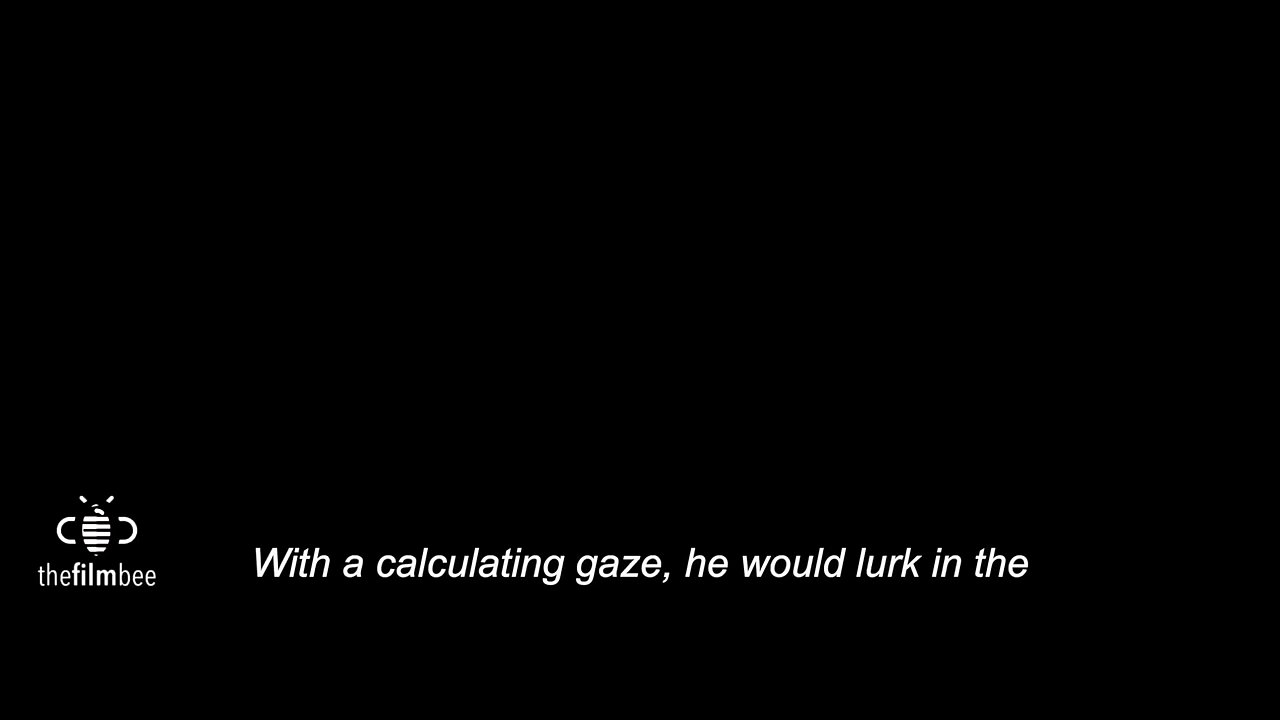 thefilmbee
With a calculating gaze, he would lurk in the